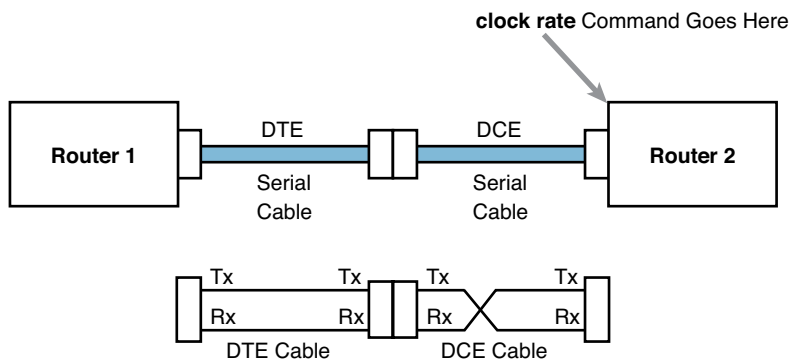 clock rate Command Goes Here
DTE
DCE
Router 1
Router 2
Serial
Cable
Serial
Cable
Tx
Tx
Tx
Tx
Rx
Rx
Rx
Rx
DTE Cable
DCE Cable